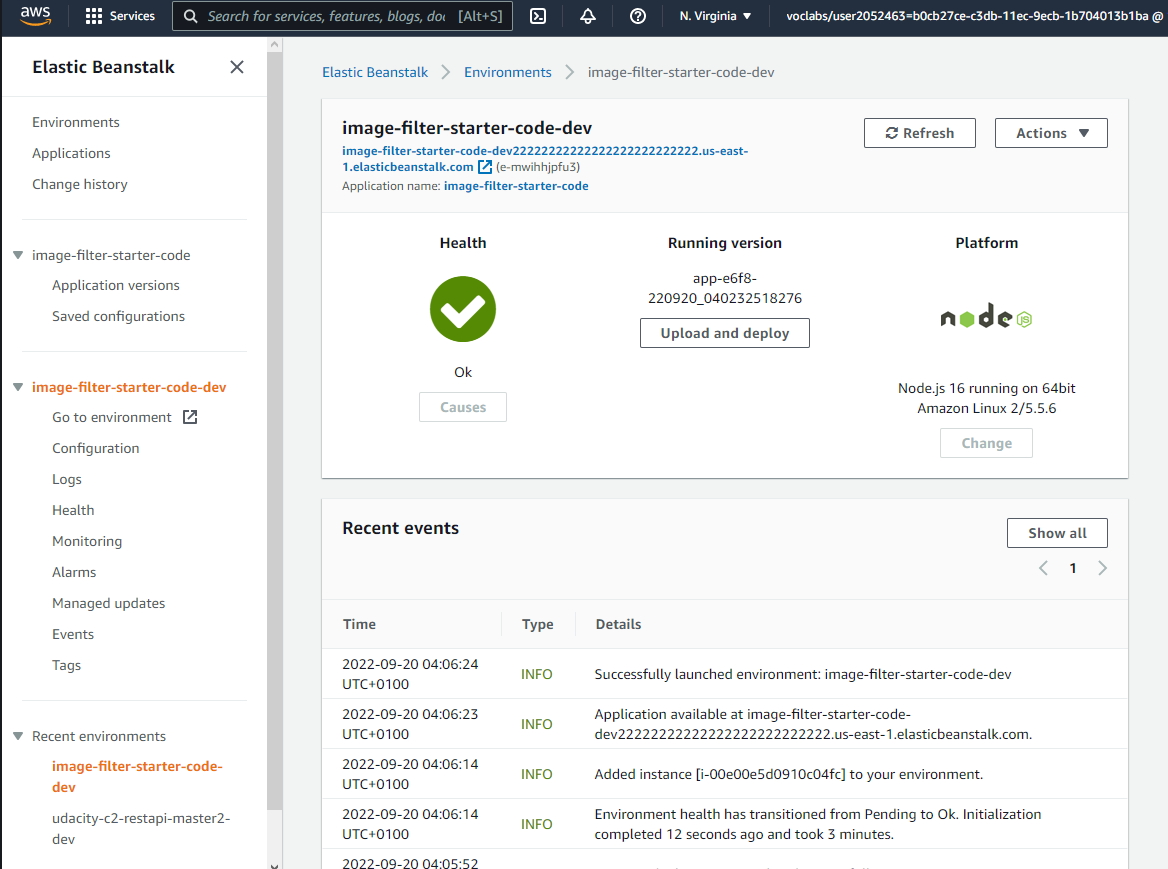 aws
Services
Search for services, features, blogs, doc [Alt+S]
N. Virginia
voclabs/user2052463=b0cb27ce-c3db-11ec-9ecb-1b704013b1ba @
Elastic Beanstalk
Environments
Applications
Change history
image-filter-starter-code
Application versions
Saved configurations
image-filter-starter-code-dev
Go to environment
Configuration
Logs
Health
Monitoring
Alarms
Managed updates
Events
Tags
Recent environments
image-filter-starter-code-
dev
udacity-c2-restapi-master2-
dev
Elastic Beanstalk > Environments > image-filter-starter-code-dev
image-filter-starter-code-dev
image-filter-starter-code-dev22222222222222222222222222.us-east-
1.elasticbeanstalk.com (e-mwihhjpfu3)
Application name: image-filter-starter-code
Refresh
Actions
Health
Ok
Causes
Running version
app-e6f8-
220920_040232518276
Upload and deploy
Platform
node JS
Node.js 16 running on 64bit
Amazon Linux 2/5.5.6
Change
Recent events
Show all
1
Time Type Details
2022-09-20 04:06:24
UTC+0100
INFO
Successfully launched environment: image-filter-starter-code-dev
2022-09-20 04:06:23
UTC+0100
INFO
Application available at image-filter-starter-code-
dev22222222222222222222222222.us-east-1.elasticbeanstalk.com.
2022-09-20 04:06:14
UTC+0100
INFO
Added instance [i-00e00e5d0910c04fc] to your environment.
2022-09-20 04:06:14
UTC+0100
INFO
Environment health has transitioned from Pending to Ok. Initialization
completed 12 seconds ago and took 3 minutes.
2022-09-20 04:05:52